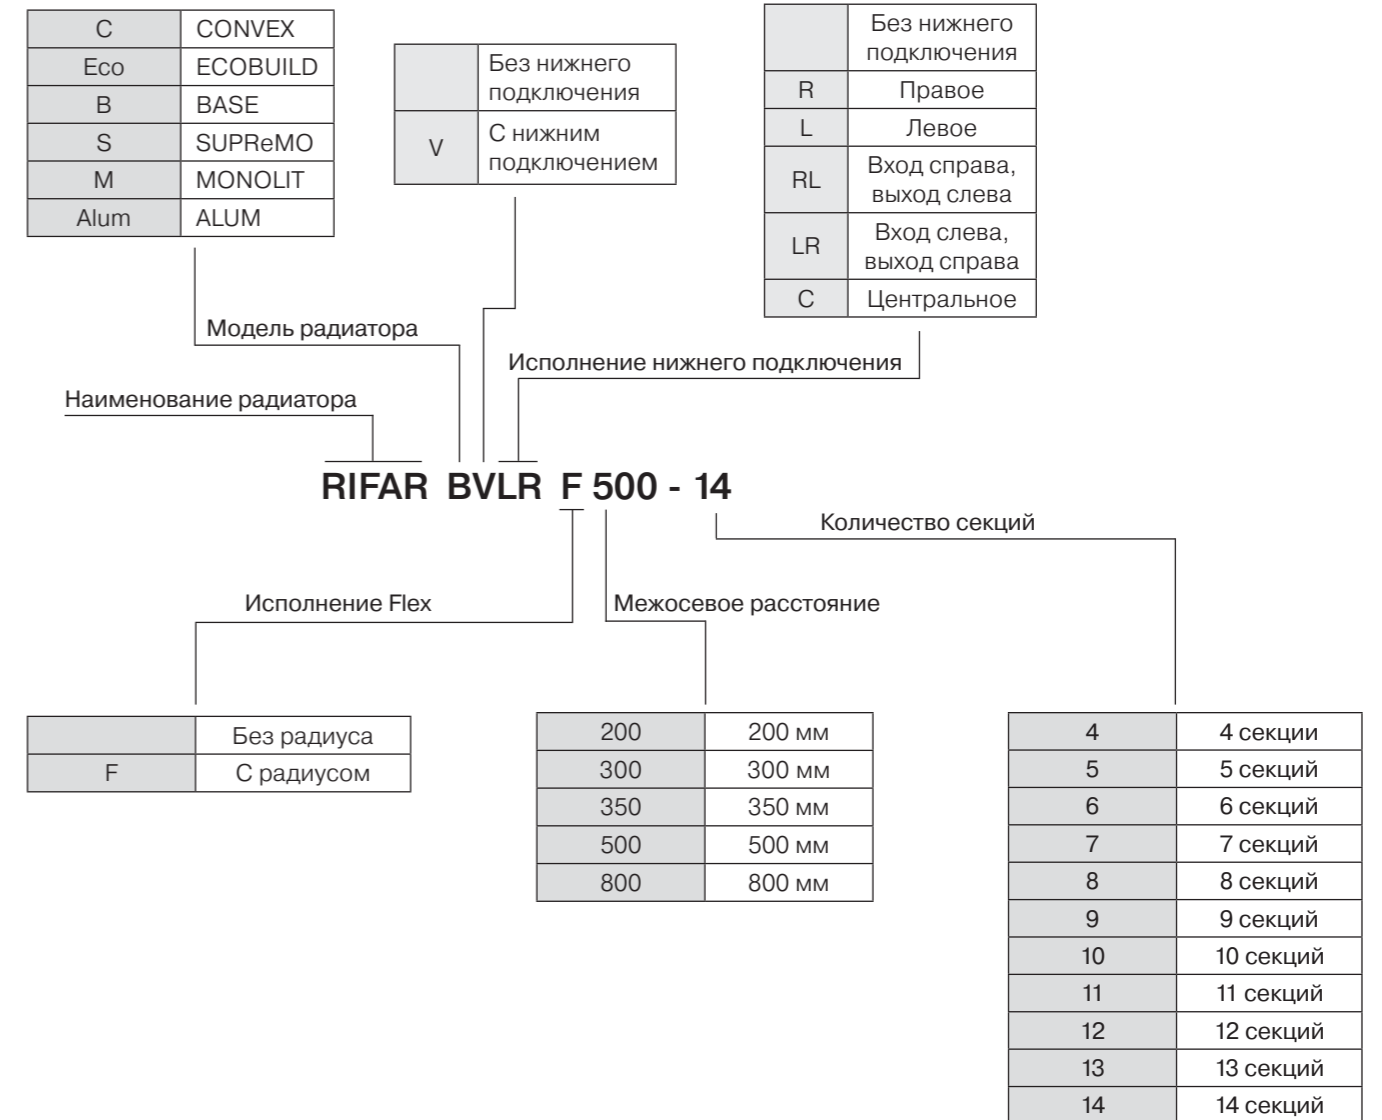 C CONVEX
Eco ECOBUILD
B BASE
S SUPReMO
M MONOLIT
Alum ALUM
Без нижнего
подключения
V С нижним
подключением
Без нижнего
подключения
R Правое
L Левое
RL Вход справа,
выход слева
LR Вход слева,
выход справа
C Центральное
Модель радиатора
Исполнение нижнего подключения
Наименование радиатора
RIFAR BVLR F 500 - 14
Количество секций
Исполнение Flex
Межосевое расстояние
Без радиуса
F С радиусом
200 200 мм
300 300 мм
350 350 мм
500 500 мм
800 800 мм
4 4 секции
5 5 секций
6 6 секций
7 7 секций
8 8 секций
9 9 секций
10 10 секций
11 11 секций
12 12 секций
13 13 секций
14 14 секций